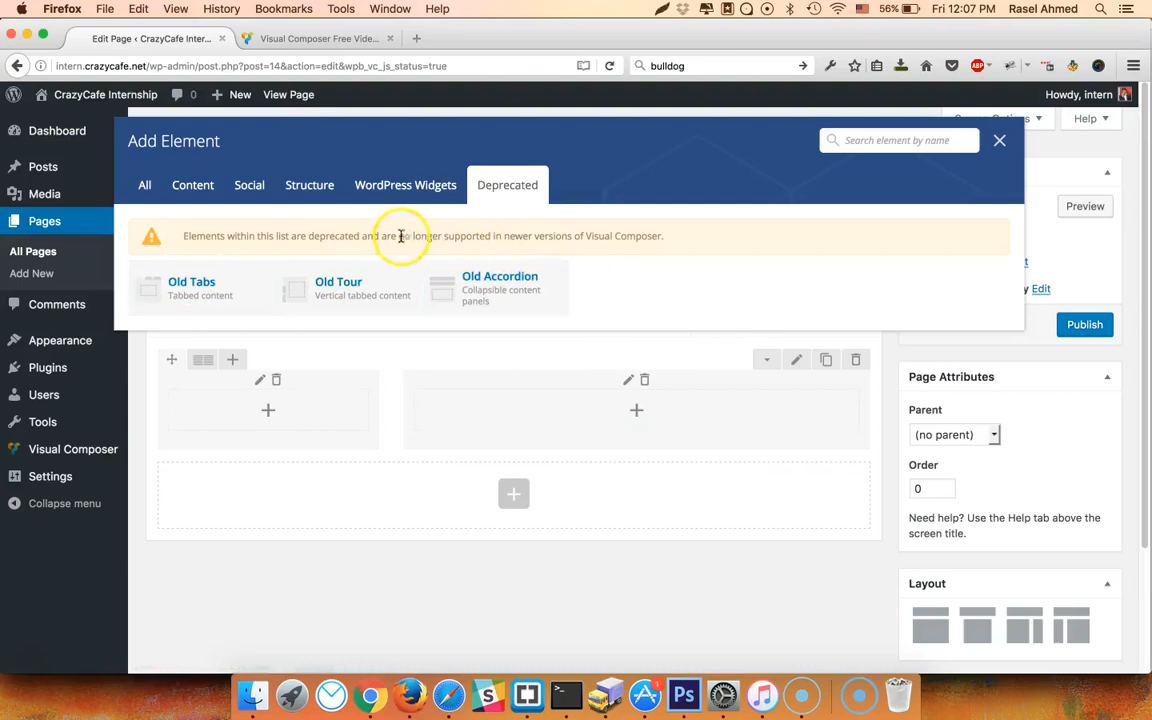 Firefox File Edit View History Bookmarks Tools Window Help 56% Fri 12:07 PM Rasel Ahmed
Edit Page ‹ CrazyCafe Inter... × Visual Composer Free Vide... × +
intern.crazycafe.net/wp-admin/post.php?post=14&action=edit&wpb_vc_js_status=true
bulldog
ABP
CrazyCafe Internship 0 + New View Page Howdy, intern
Dashboard
Posts
Media
Pages
All Pages
Add New
Comments
Appearance
Plugins
Users
Tools
Visual Composer
Settings
Collapse menu
Add Element
Search element by name
All Content Social Structure WordPress Widgets Deprecated
Elements within this list are deprecated and are no longer supported in newer versions of Visual Composer.
Old Tabs
Tabbed content
Old Tour
Vertical tabbed content
Old Accordion
Collapsible content
panels
Help
Preview
Edit
Publish
Page Attributes
Parent
(no parent)
Order
0
Need help? Use the Help tab above the
screen title.
Layout
Ps